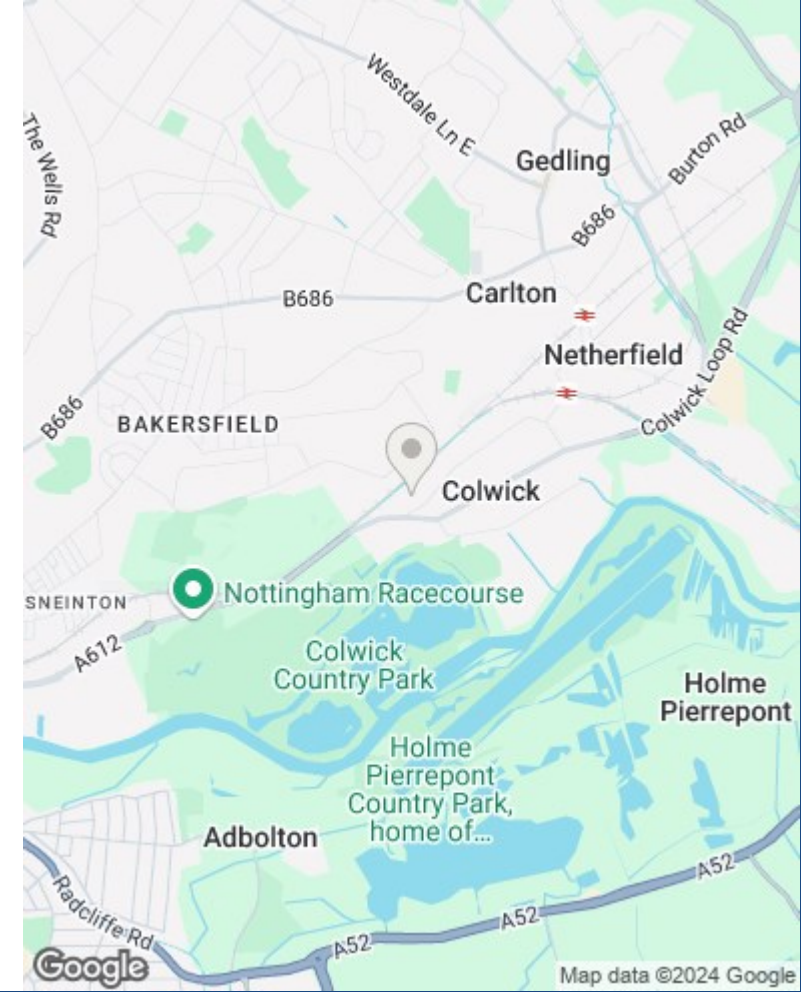 Westdale Ln E
The Wells Rd
Gedling
Burton Rd
B686
B686
Carlton
Netherfield
Colwick Loop Rd
B686
BAKERSFIELD
Colwick
Nottingham Racecourse
SNEINTON
A612
Colwick
Country Park
Holme
Pierrepont
Holme
Pierrepont
Country Park,
home of...
Adbolton
Radcliffe Rd
A52
A52
A52
Google
Map data ©2024 Google